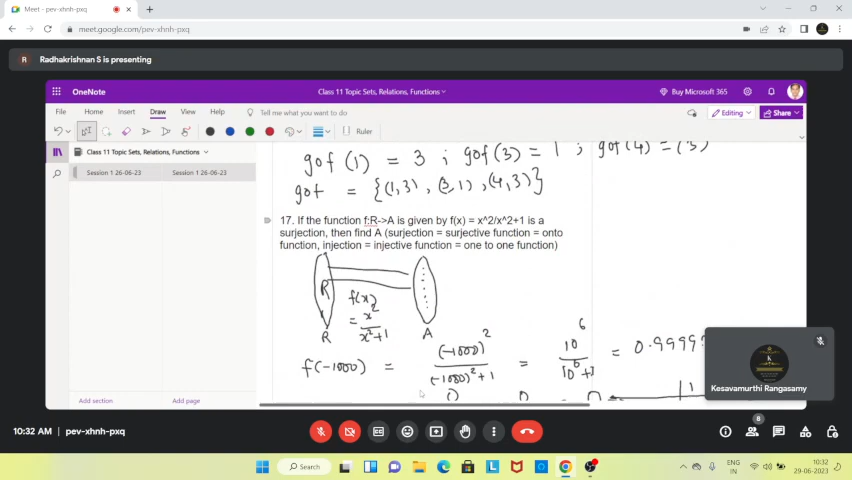 Meet - pev-xhnh-pxq
meet.google.com/pev-xhnh-pxq
R Radhakrishnan S is presenting
OneNote
Class 11 Topic Sets, Relations, Functions
Buy Microsoft 365
File Home Insert Draw View Help Tell me what you want to do
Editing Share
Ruler
Class 11 Topic Sets, Relations, Functions
Session 1 26-06-23
Session 1 26-06-23
gof (1) = 3 ; gof(3) = 1 ; gof(4) = (3)
gof = {(1,3), (3,1), (4,3)}
17. If the function f:R->A is given by f(x) = x^2/x^2+1 is a
surjection, then find A (surjection = surjective function = onto
function, injection = injective function = one to one function)
R
f(x)
= x²/x²+1
R A
f(-1000) = (-1000)²/(-1000)²+1 = 10⁶/10⁶+1 = 0.9999
Add section
Add page
K
Kesavamurthi Rangasamy
10:32 AM | pev-xhnh-pxq
8
Search
ENG
IN
10:32
29-06-2023